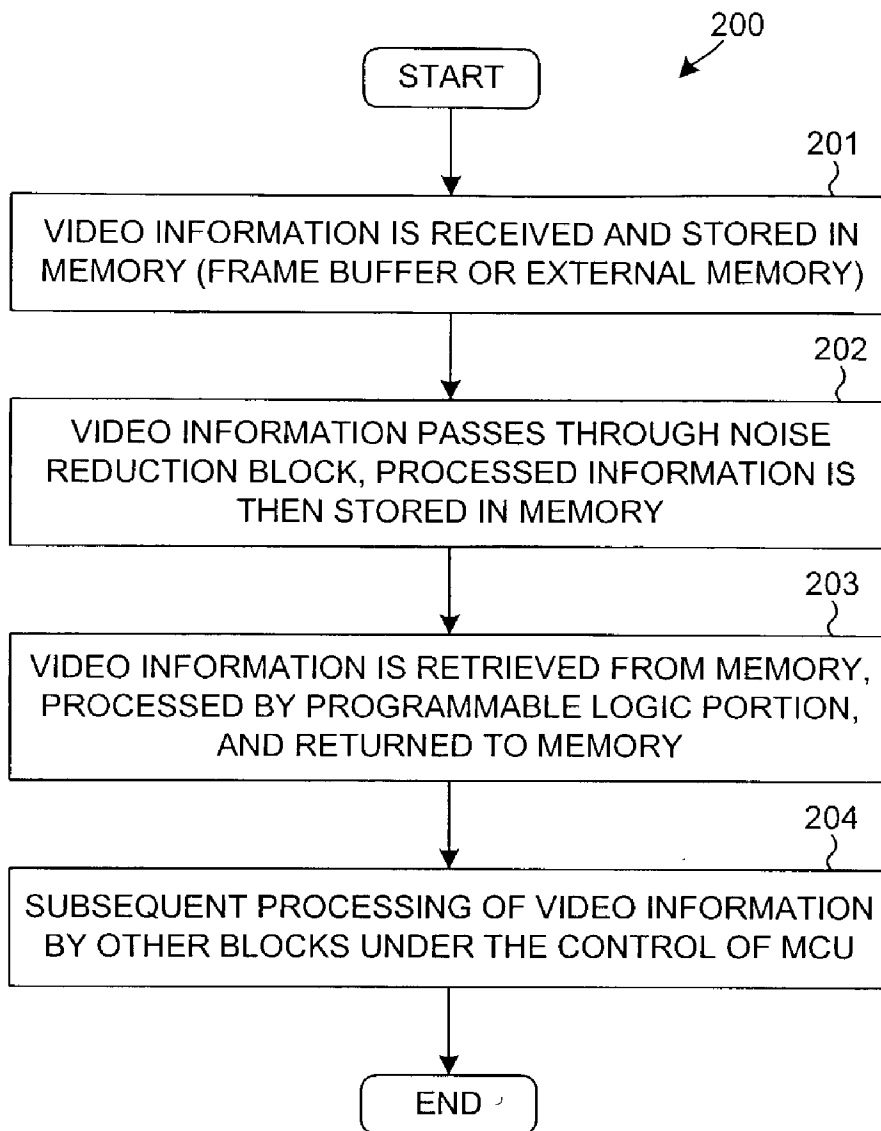 200
START
201
VIDEO INFORMATION IS RECEIVED AND STORED IN
MEMORY (FRAME BUFFER OR EXTERNAL MEMORY)
202
VIDEO INFORMATION PASSES THROUGH NOISE
REDUCTION BLOCK, PROCESSED INFORMATION IS
THEN STORED IN MEMORY
203
VIDEO INFORMATION IS RETRIEVED FROM MEMORY,
PROCESSED BY PROGRAMMABLE LOGIC PORTION,
AND RETURNED TO MEMORY
204
SUBSEQUENT PROCESSING OF VIDEO INFORMATION
BY OTHER BLOCKS UNDER THE CONTROL OF MCU
END